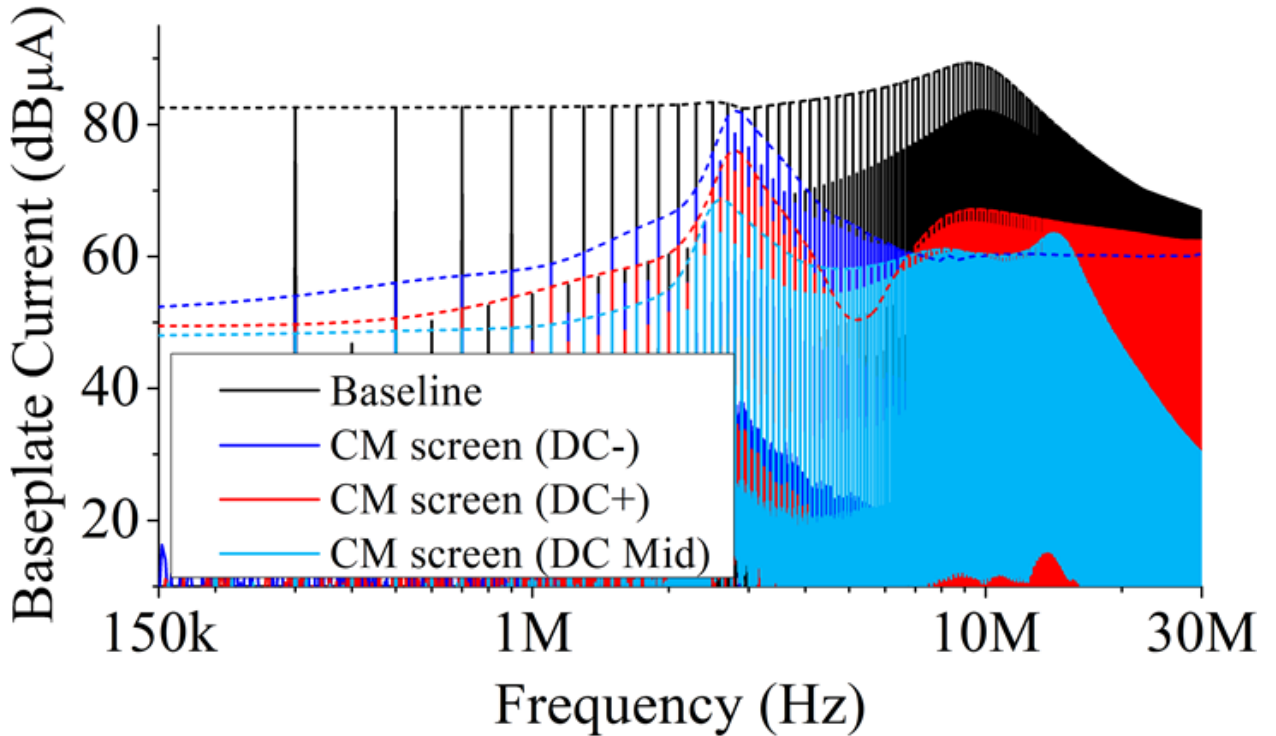 Baseplate Current (dBµA)
80
60
40
20
Baseline
CM screen (DC-)
CM screen (DC+)
CM screen (DC Mid)
150k 1M 10M 30M
Frequency (Hz)